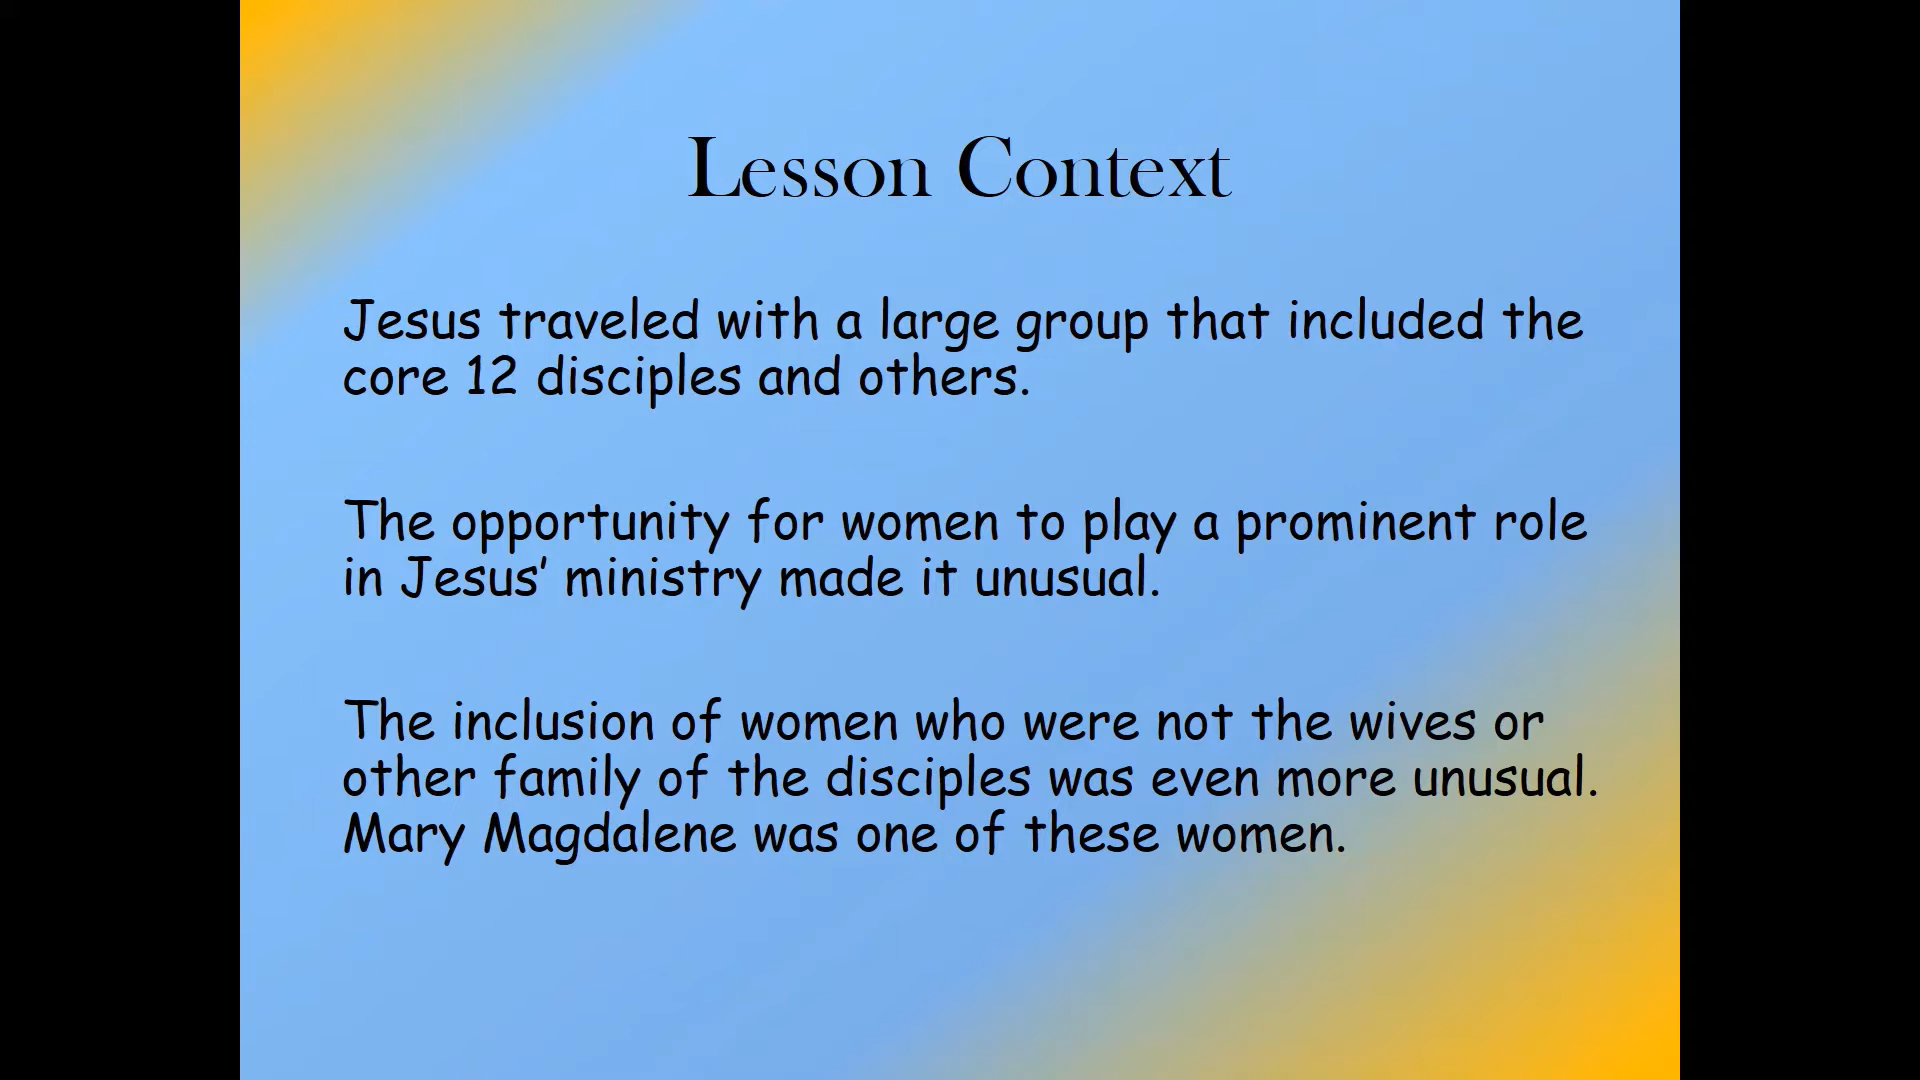 Lesson Context
Jesus traveled with a large group that included the
core 12 disciples and others.
The opportunity for women to play a prominent role
in Jesus’ ministry made it unusual.
The inclusion of women who were not the wives or
other family of the disciples was even more unusual.
Mary Magdalene was one of these women.